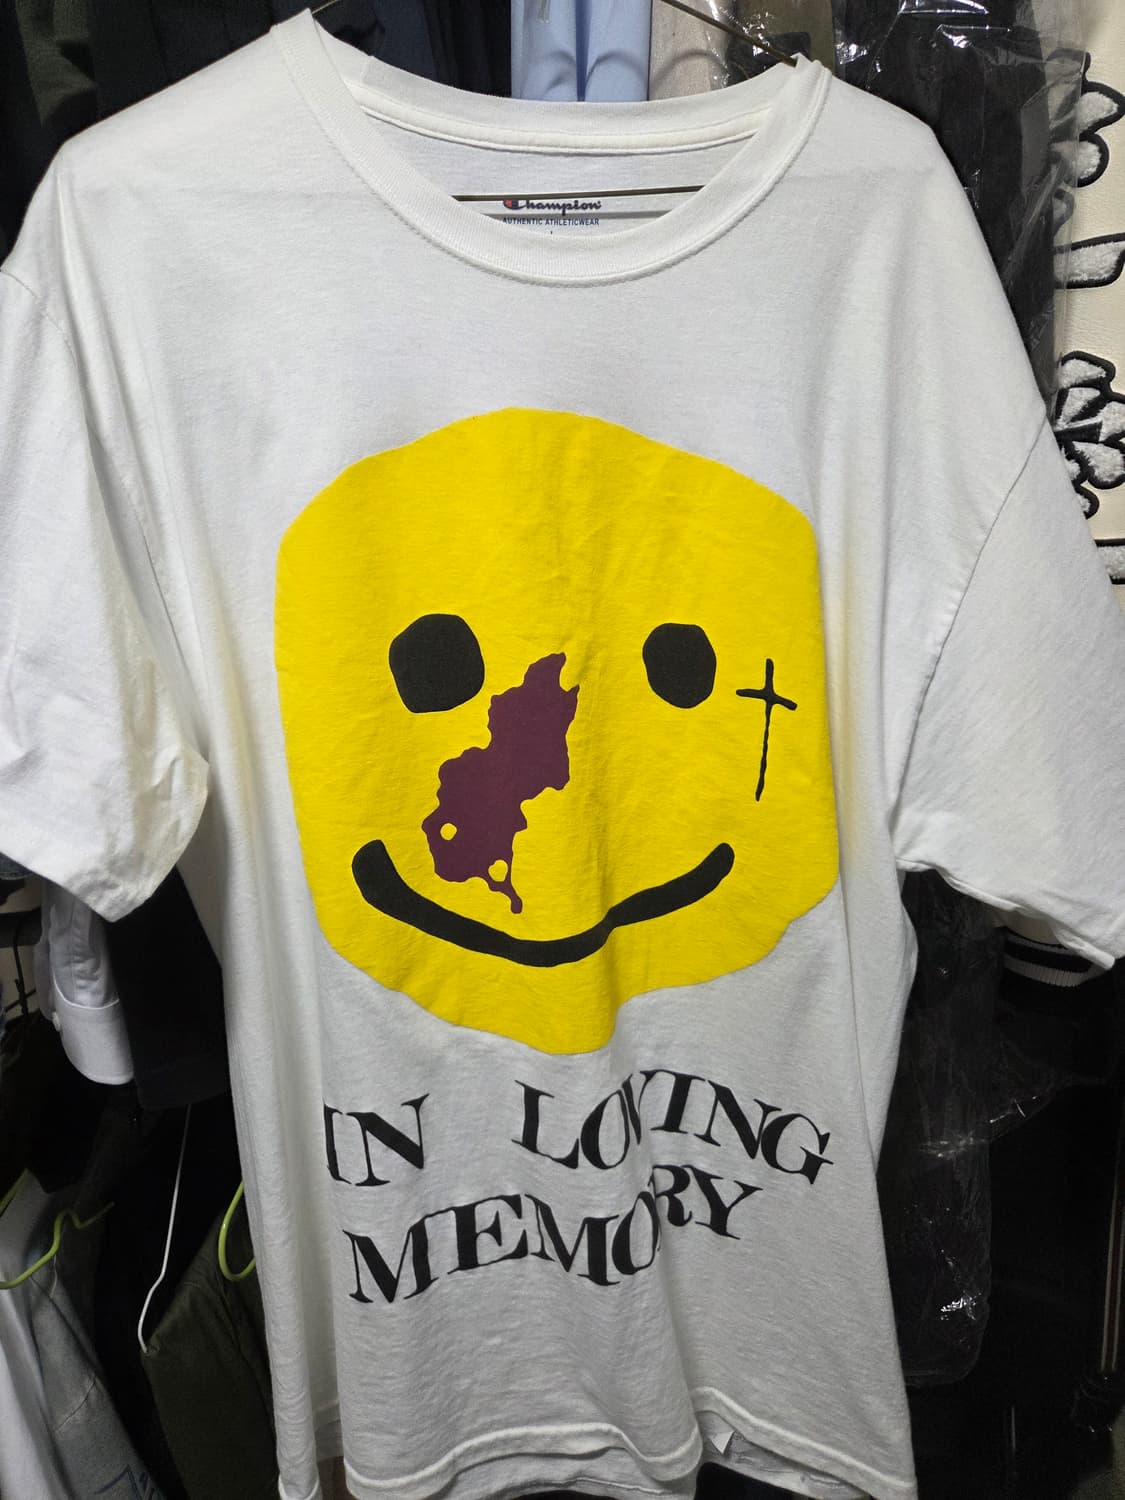 Champion
AUTHENTIC ATHLETICWEAR
L
IN LOVING
MEMORY